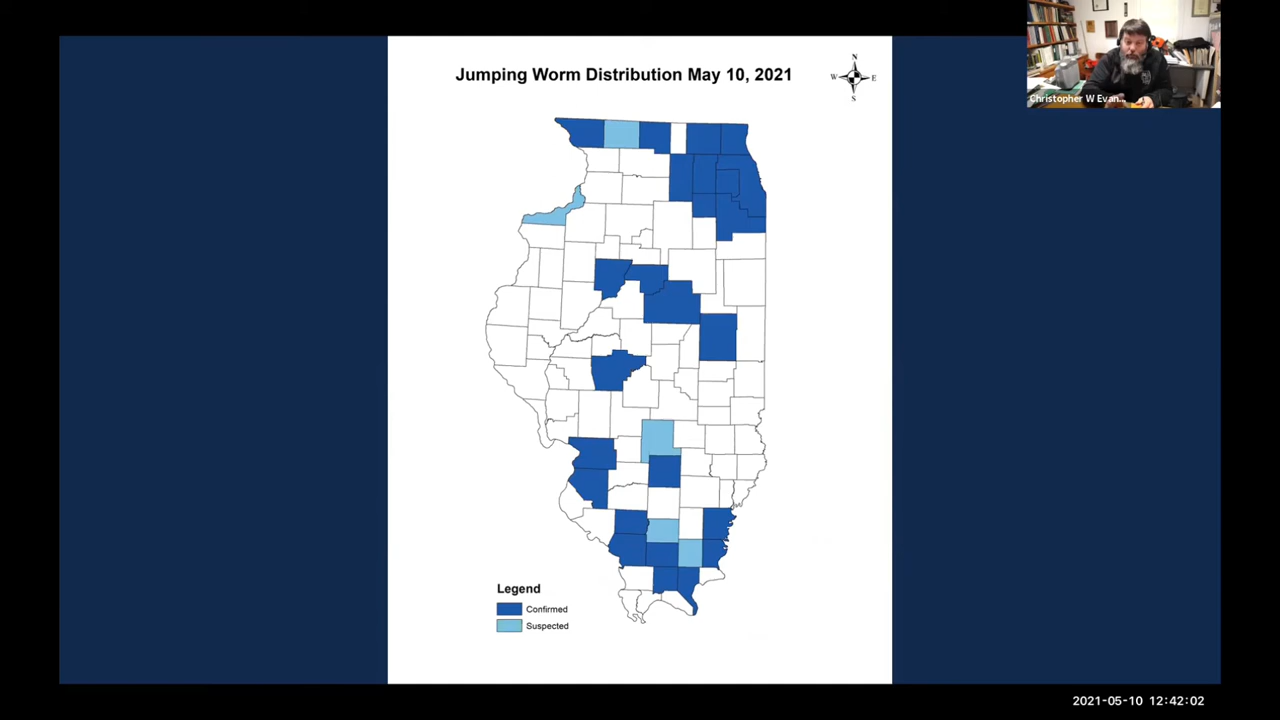 Jumping Worm Distribution May 10, 2021
N
W E
S
Christopher W Evan...
Legend
Confirmed
Suspected
2021-05-10 12:42:02